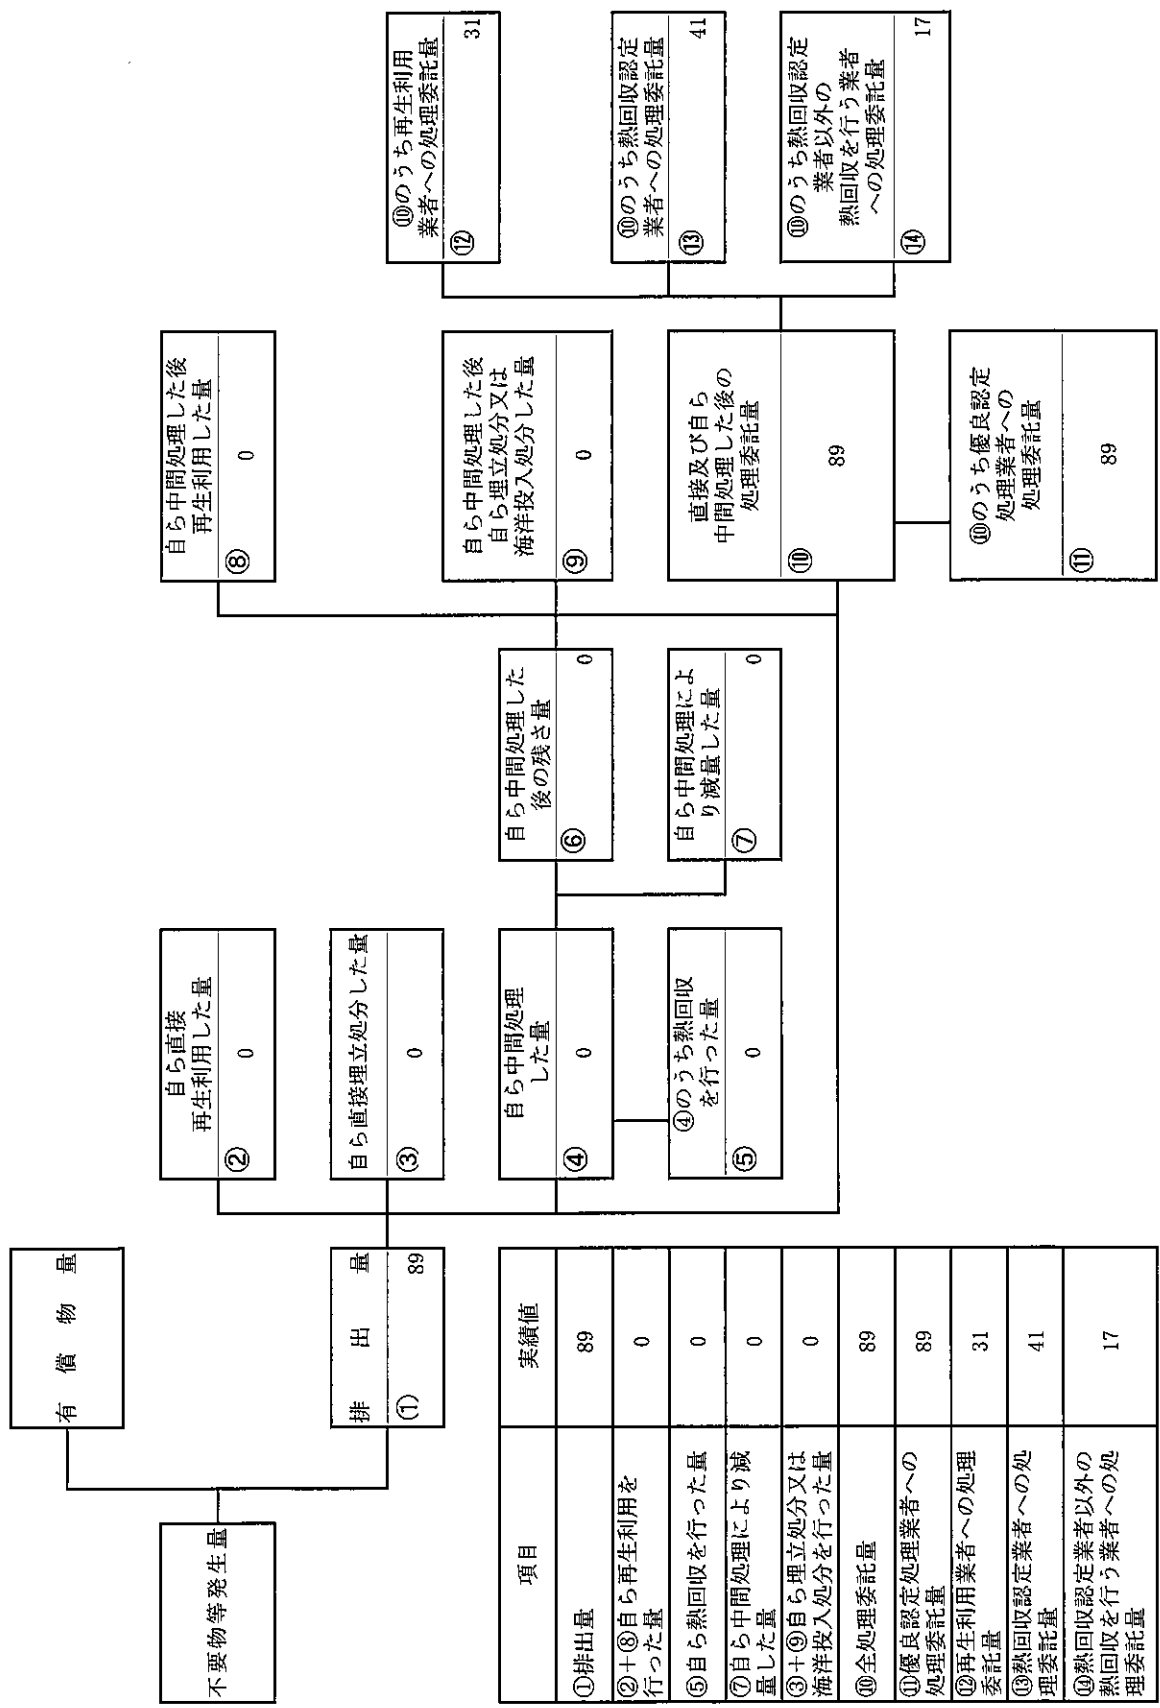 有償物量
不要物等発生量
排出量
① 89
自ら直接
再生利用した量
② 0
自ら直接埋立処分した量
③ 0
自ら中間処理
した量
④ 0
④のうち熱回収
を行った量
⑤ 0
自ら中間処理した
後の残さ量
⑥ 0
自ら中間処理によ
り減量した量
⑦ 0
自ら中間処理した後
再生利用した量
⑧ 0
自ら中間処理した後
自ら埋立処分又は
海洋投入処分した量
⑨ 0
直接及び自ら
中間処理した後の
処理委託量
⑩ 89
⑩のうち優良認定
処理業者への
処理委託量
⑪ 89
⑩のうち再生利用
業者への処理委託量
⑫ 31
⑩のうち熱回収認定
業者への処理委託量
⑬ 41
⑩のうち熱回収認定
業者以外の
熱回収を行う業者
への処理委託量
⑭ 17
項目 実績値
①排出量 89
②+⑧自ら再生利用を
行った量 0
⑤自ら熱回収を行った量 0
⑦自ら中間処理により減
量した量 0
③+⑨自ら埋立処分又は
海洋投入処分を行った量 0
⑩全処理委託量 89
⑪優良認定処理業者への
処理委託量 89
⑫再生利用業者への処理
委託量 31
⑬熱回収認定業者への処
理委託量 41
⑭熱回収認定業者以外の
熱回収を行う業者への処
理委託量 17